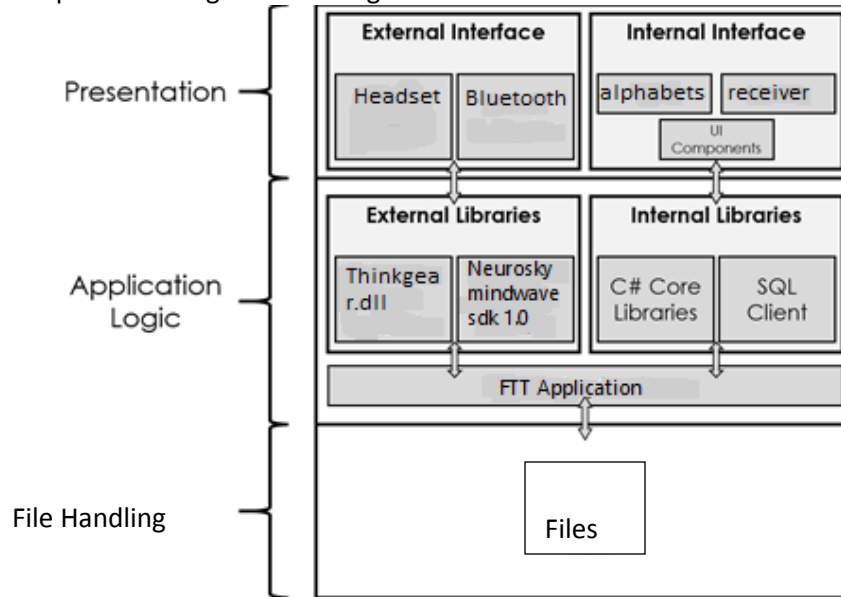 External Interface
Internal Interface
Presentation
Headset
Bluetooth
alphabets
receiver
UI
Components
External Libraries
Internal Libraries
Application
Logic
Thinkgea
r.dll
Neurosky
mindwave
sdk 1.0
C# Core
Libraries
SQL
Client
FTT Application
File Handling
Files